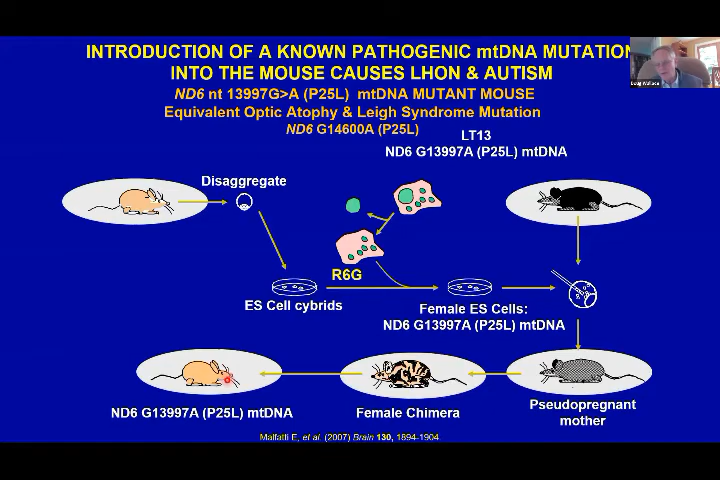 INTRODUCTION OF A KNOWN PATHOGENIC mtDNA MUTATION
INTO THE MOUSE CAUSES LHON & AUTISM
ND6 nt 13997G>A (P25L) mtDNA MUTANT MOUSE
Equivalent Optic Atophy & Leigh Syndrome Mutation
ND6 G14600A (P25L)
Doug Wallace
LT13
ND6 G13997A (P25L) mtDNA
Disaggregate
R6G
ES Cell cybrids
Female ES Cells:
ND6 G13997A (P25L) mtDNA
ND6 G13997A (P25L) mtDNA
Female Chimera
Pseudopregnant
mother
Malfatti E, et al. (2007) Brain 130, 1894-1904